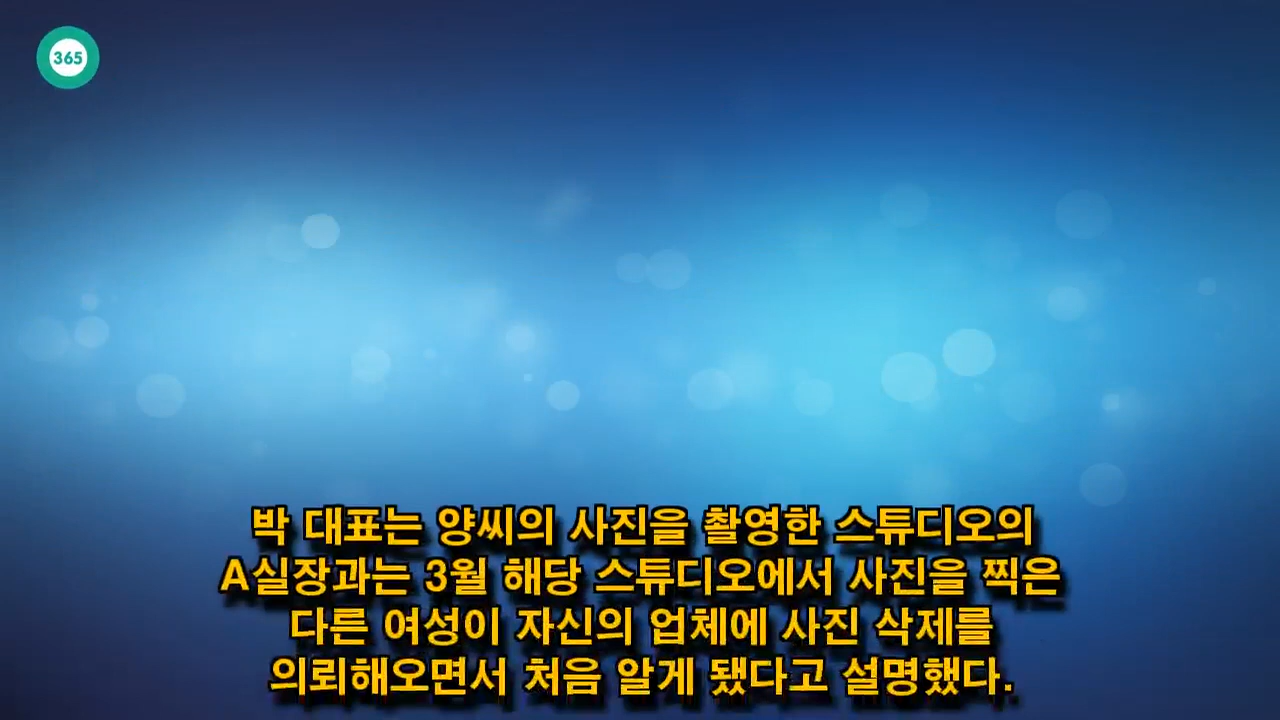 365
박 대표는 양씨의 사진을 촬영한 스튜디오의
A실장과는 3월 해당 스튜디오에서 사진을 찍은
다른 여성이 자신의 업체에 사진 삭제를
의뢰해오면서 처음 알게 됐다고 설명했다.